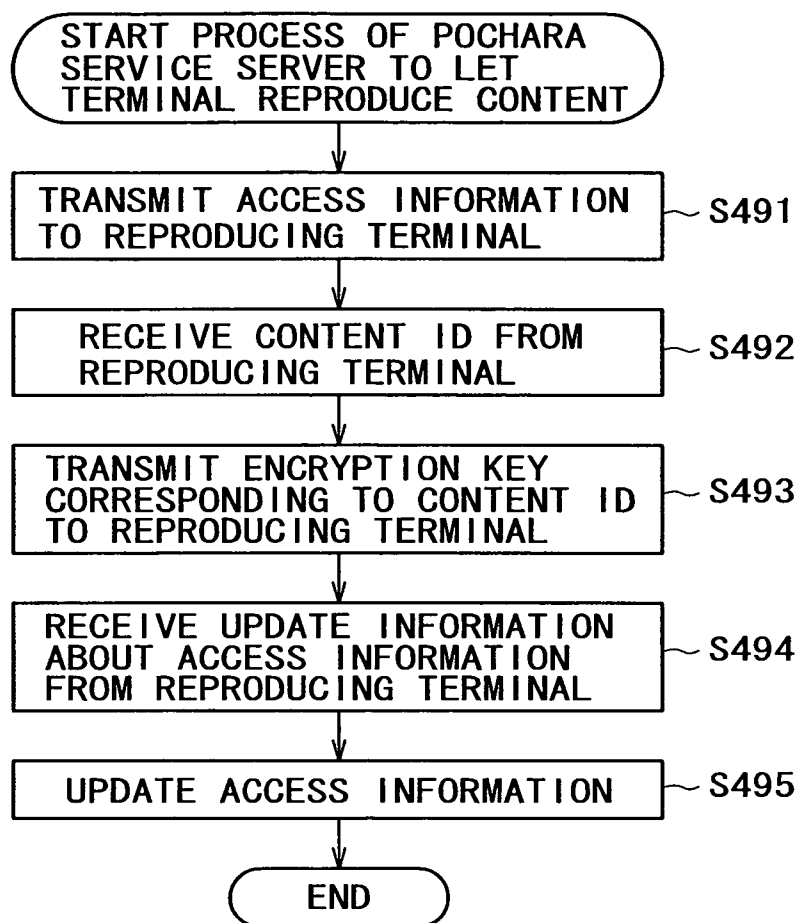 START PROCESS OF POCHARA
SERVICE SERVER TO LET
TERMINAL REPRODUCE CONTENT
TRANSMIT ACCESS INFORMATION
TO REPRODUCING TERMINAL
S491
RECEIVE CONTENT ID FROM
REPRODUCING TERMINAL
S492
TRANSMIT ENCRYPTION KEY
CORRESPONDING TO CONTENT ID
TO REPRODUCING TERMINAL
S493
RECEIVE UPDATE INFORMATION
ABOUT ACCESS INFORMATION
FROM REPRODUCING TERMINAL
S494
UPDATE ACCESS INFORMATION
S495
END